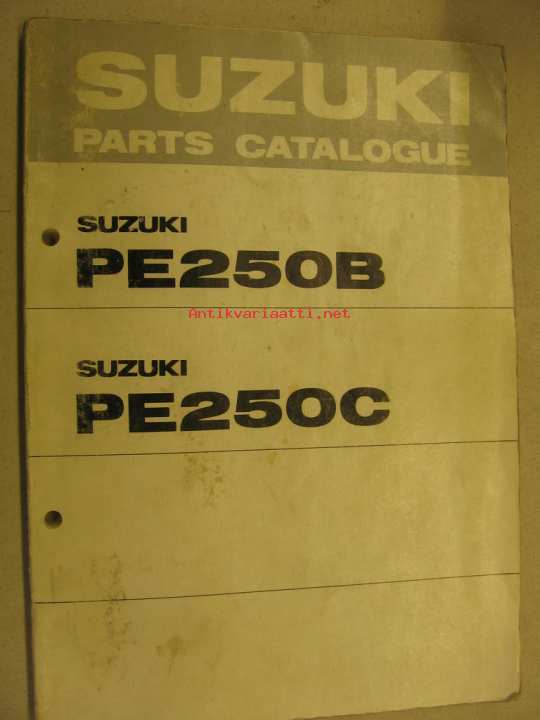 SUZUKI
PARTS CATALOGUE
SUZUKI
PE250B
Antikvariaatti.net
SUZUKI
PE250C